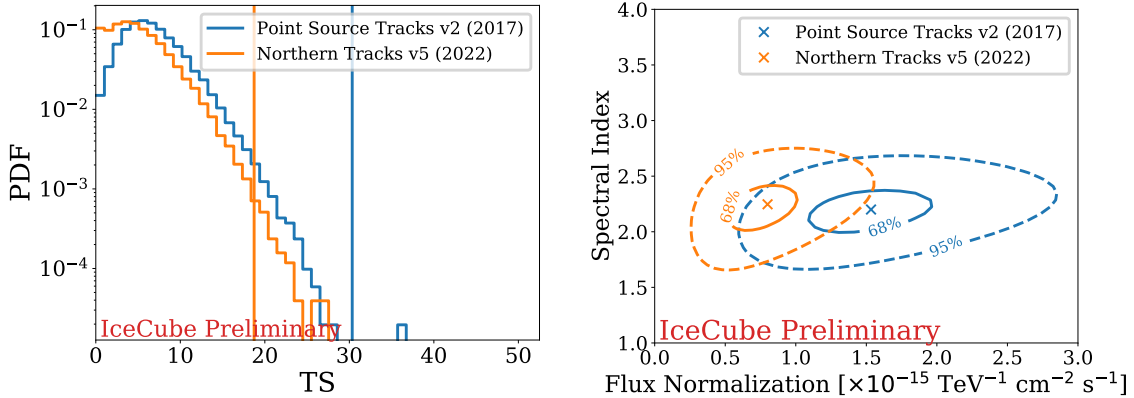 Point Source Tracks v2 (2017)
Northern Tracks v5 (2022)
PDF
10⁻¹
10⁻²
10⁻³
10⁻⁴
IceCube Preliminary
0 10 20 30 40 50
TS
Point Source Tracks v2 (2017)
Northern Tracks v5 (2022)
Spectral Index
4.0
3.5
3.0
2.5
2.0
1.5
1.0
95%
68%
68%
95%
IceCube Preliminary
0.0 0.5 1.0 1.5 2.0 2.5 3.0
Flux Normalization [×10⁻¹⁵ TeV⁻¹ cm⁻² s⁻¹]